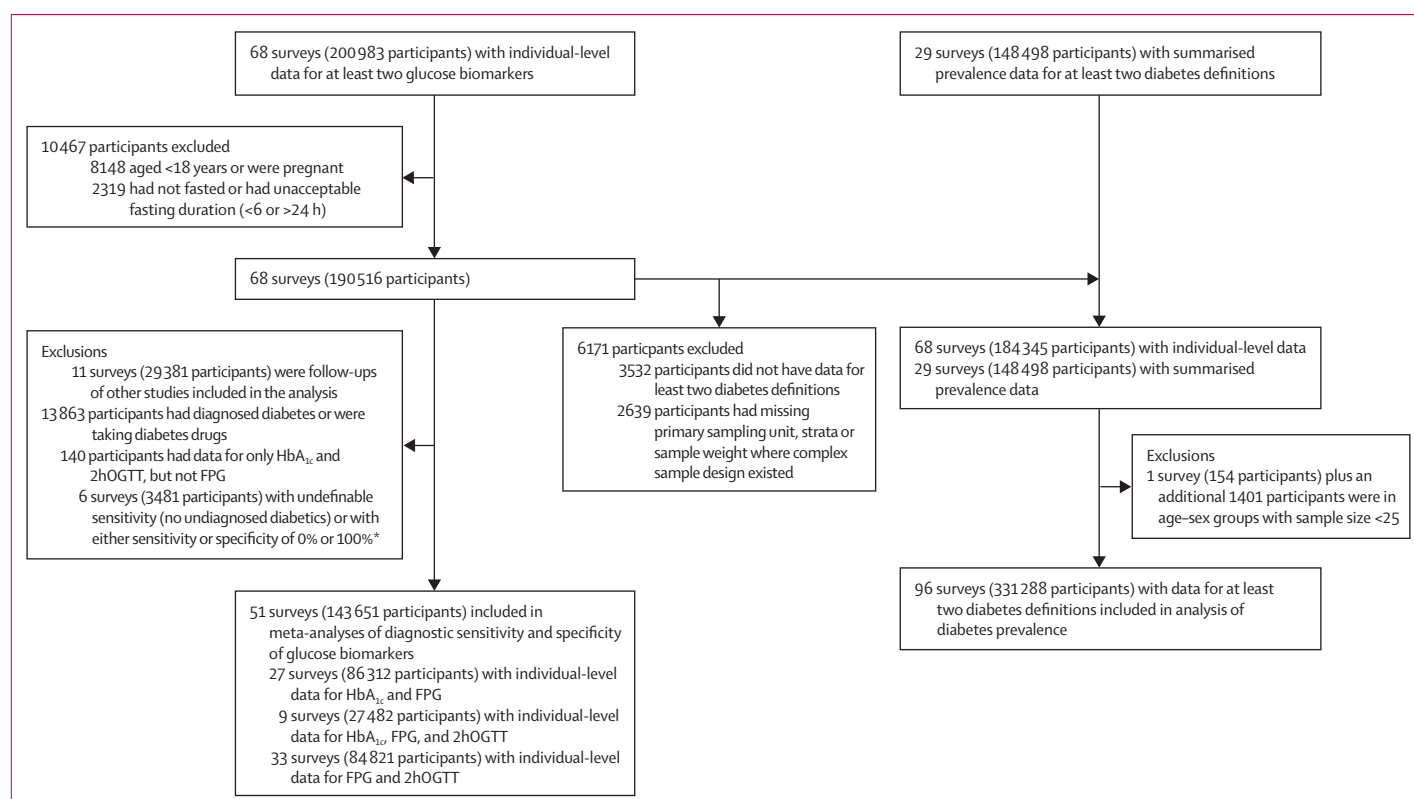 68 surveys (200 983 participants) with individual-level
data for at least two glucose biomarkers
29 surveys (148 498 participants) with summarised
prevalence data for at least two diabetes definitions
10 467 participants excluded
8148 aged <18 years or were pregnant
2319 had not fasted or had unacceptable
fasting duration (<6 or >24 h)
68 surveys (190 516 participants)
Exclusions
11 surveys (29 381 participants) were follow-ups
of other studies included in the analysis
13 863 participants had diagnosed diabetes or were
taking diabetes drugs
140 participants had data for only HbA1c and
2hOGTT, but not FPG
6 surveys (3481 participants) with undefinable
sensitivity (no undiagnosed diabetics) or with
either sensitivity or specificity of 0% or 100%*
6171 particpants excluded
3532 participants did not have data for
least two diabetes definitions
2639 participants had missing
primary sampling unit, strata or
sample weight where complex
sample design existed
68 surveys (184 345 participants) with individual-level data
29 surveys (148 498 participants) with summarised
prevalence data
Exclusions
1 survey (154 participants) plus an
additional 1401 participants were in
age–sex groups with sample size <25
51 surveys (143 651 participants) included in
meta-analyses of diagnostic sensitivity and specificity
of glucose biomarkers
27 surveys (86 312 participants) with individual-level
data for HbA1c and FPG
9 surveys (27 482 participants) with individual-level
data for HbA1c, FPG, and 2hOGTT
33 surveys (84 821 participants) with individual-level
data for FPG and 2hOGTT
96 surveys (331 288 participants) with data for at least
two diabetes definitions included in analysis of
diabetes prevalence